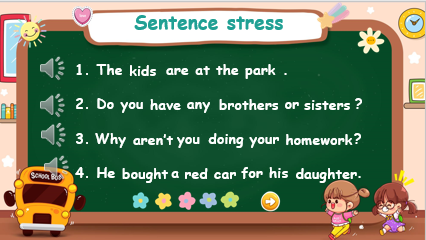 Sentence stress
1. The kids are at the park .
2. Do you have any brothers or sisters ?
3. Why aren't you doing your homework?
4. He bought a red car for his daughter.
SCHOOL BUS